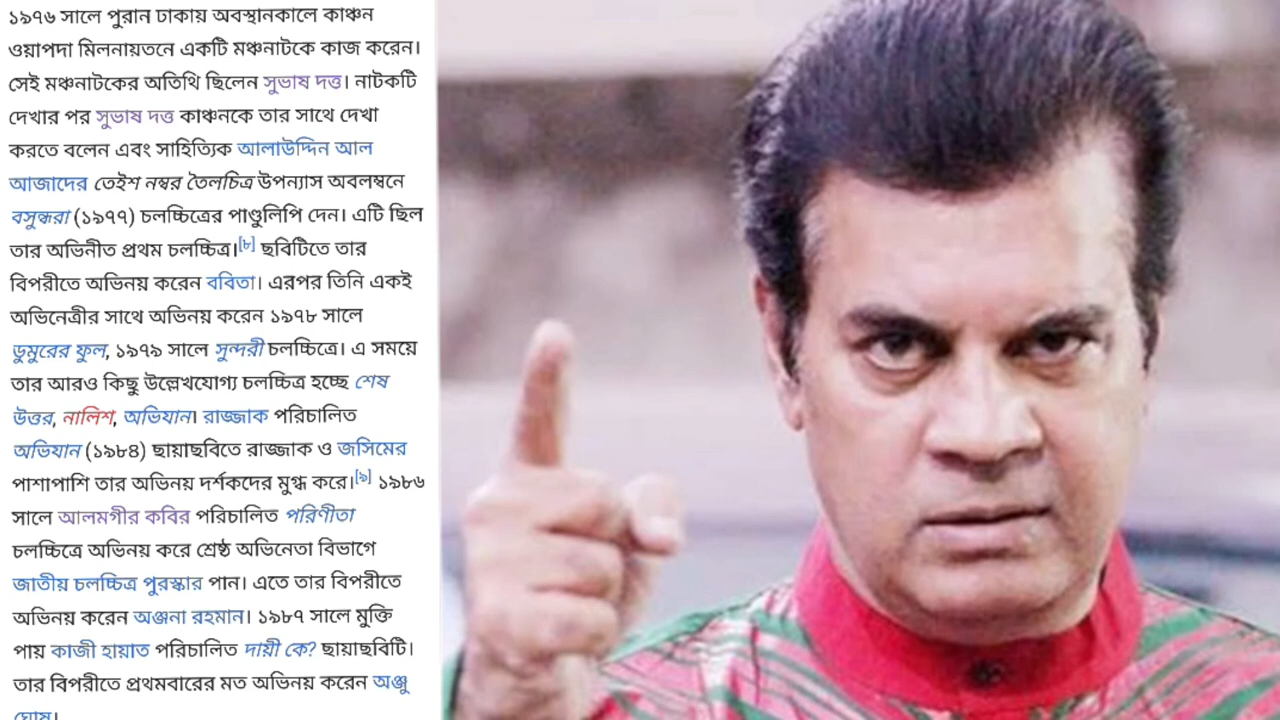 ১৯৭৬ সালে পুরান ঢাকায় অবস্থানকালে কাঞ্চন
ওয়াপদা মিলনায়তনে একটি মঞ্চনাটকে কাজ করেন।
সেই মঞ্চনাটকের অতিথি ছিলেন সুভাষ দত্ত। নাটকটি
দেখার পর সুভাষ দত্ত কাঞ্চনকে তার সাথে দেখা
করতে বলেন এবং সাহিত্যিক আলাউদ্দিন আল
আজাদের তেইশ নম্বর তৈলচিত্র উপন্যাস অবলম্বনে
বসুন্ধরা (১৯৭৭) চলচ্চিত্রের পাণ্ডুলিপি দেন। এটি ছিল
তার অভিনীত প্রথম চলচ্চিত্র।[৮] ছবিটিতে তার
বিপরীতে অভিনয় করেন ববিতা। এরপর তিনি একই
অভিনেত্রীর সাথে অভিনয় করেন ১৯৭৮ সালে
ডুমুরের ফুল, ১৯৭৯ সালে সুন্দরী চলচ্চিত্রে। এ সময়ে
তার আরও কিছু উল্লেখযোগ্য চলচ্চিত্র হচ্ছে শেষ
উত্তর, নালিশ, অভিযান। রাজ্জাক পরিচালিত
অভিযান (১৯৮৪) ছায়াছবিতে রাজ্জাক ও জসিমের
পাশাপাশি তার অভিনয় দর্শকদের মুগ্ধ করে।[৯] ১৯৮৬
সালে আলমগীর কবির পরিচালিত পরিণীতা
চলচ্চিত্রে অভিনয় করে শ্রেষ্ঠ অভিনেতা বিভাগে
জাতীয় চলচ্চিত্র পুরস্কার পান। এতে তার বিপরীতে
অভিনয় করেন অঞ্জনা রহমান। ১৯৮৭ সালে মুক্তি
পায় কাজী হায়াত পরিচালিত দায়ী কে? ছায়াছবিটি।
তার বিপরীতে প্রথমবারের মত অভিনয় করেন অঞ্জু
ঘোষ।